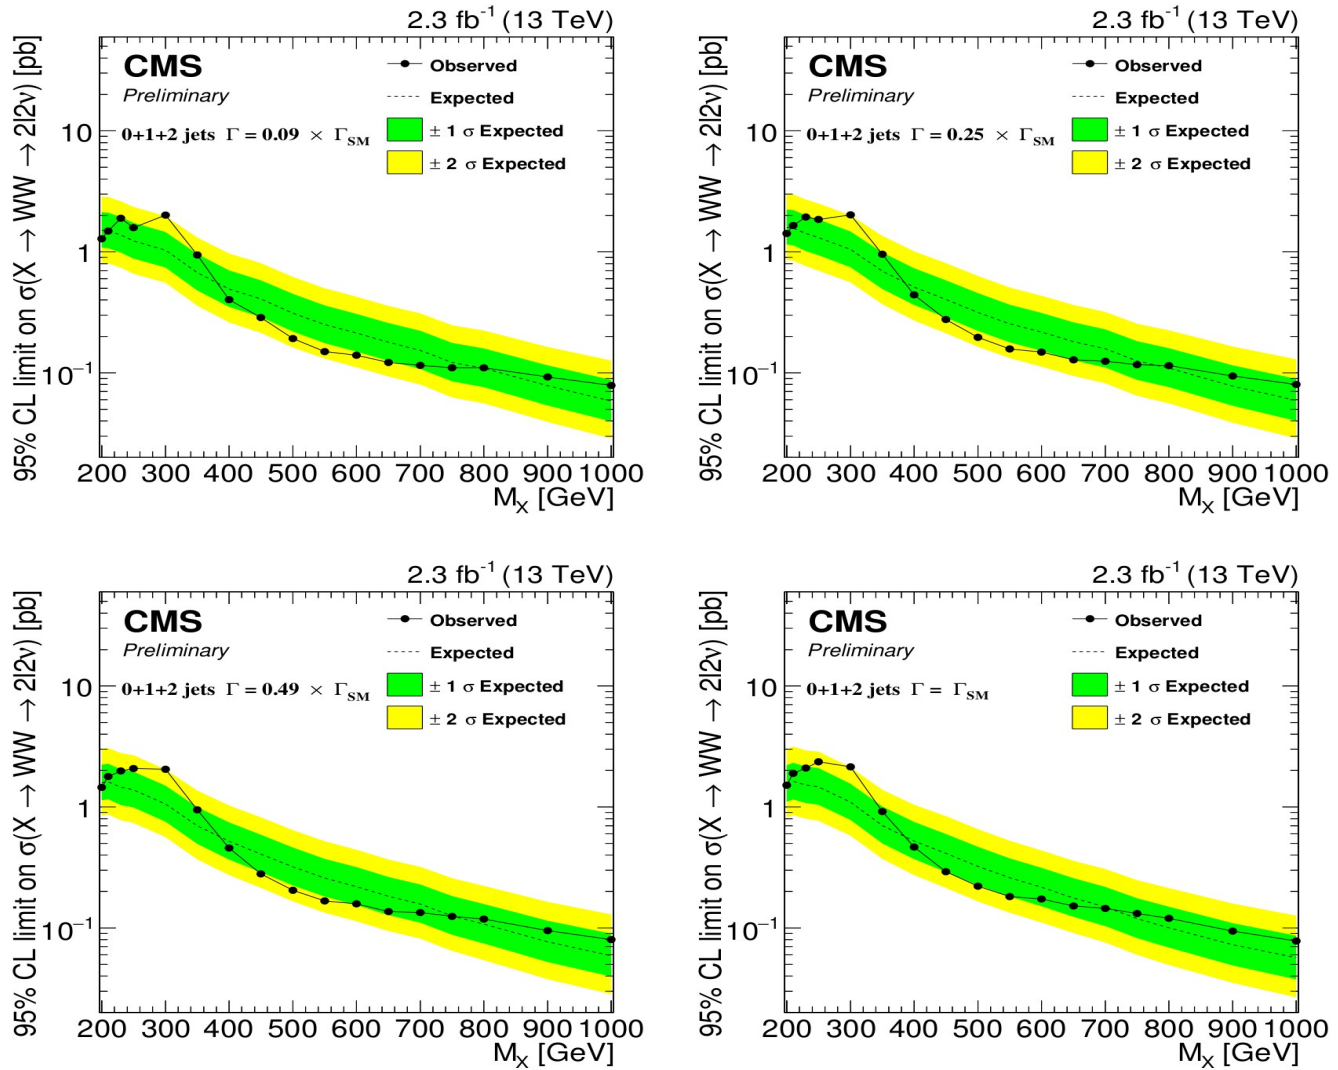 2.3 fb⁻¹ (13 TeV)
95% CL limit on σ(X → WW → 2l2ν) [pb]
CMS
Preliminary
0+1+2 jets Γ = 0.09 × Γ_SM
Observed
Expected
± 1 σ Expected
± 2 σ Expected
10
1
10⁻¹
200 300 400 500 600 700 800 900 1000
M_X [GeV]
2.3 fb⁻¹ (13 TeV)
95% CL limit on σ(X → WW → 2l2ν) [pb]
CMS
Preliminary
0+1+2 jets Γ = 0.25 × Γ_SM
Observed
Expected
± 1 σ Expected
± 2 σ Expected
10
1
10⁻¹
200 300 400 500 600 700 800 900 1000
M_X [GeV]
2.3 fb⁻¹ (13 TeV)
95% CL limit on σ(X → WW → 2l2ν) [pb]
CMS
Preliminary
0+1+2 jets Γ = 0.49 × Γ_SM
Observed
Expected
± 1 σ Expected
± 2 σ Expected
10
1
10⁻¹
200 300 400 500 600 700 800 900 1000
M_X [GeV]
2.3 fb⁻¹ (13 TeV)
95% CL limit on σ(X → WW → 2l2ν) [pb]
CMS
Preliminary
0+1+2 jets Γ = Γ_SM
Observed
Expected
± 1 σ Expected
± 2 σ Expected
10
1
10⁻¹
200 300 400 500 600 700 800 900 1000
M_X [GeV]